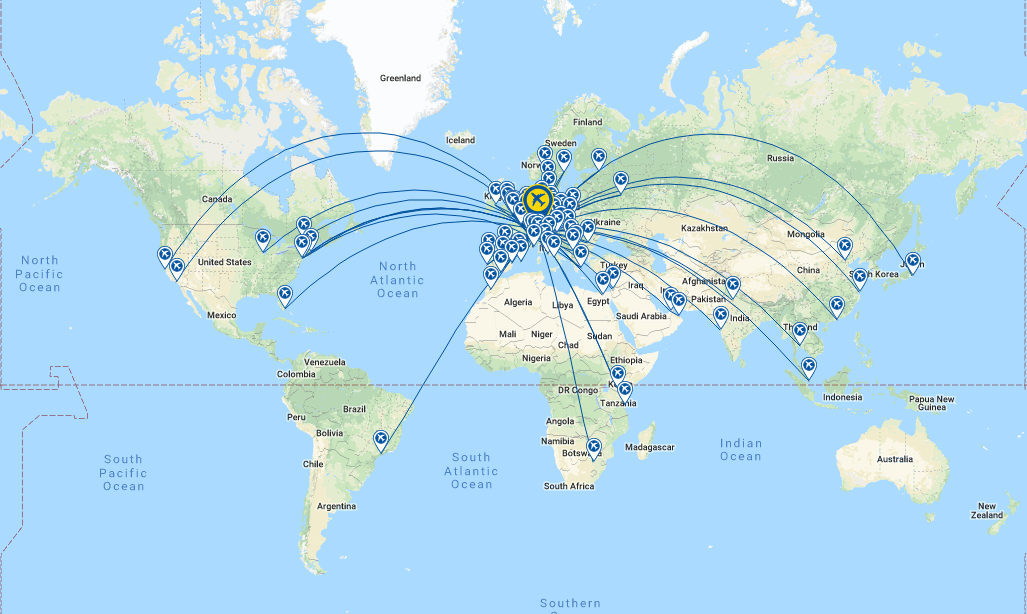 Greenland
Finland
Iceland
Sweden
Norw
Russia
Canada
Ukraine
Kazakhstan
Mongolia
North
Pacific
Ocean
United States
North
Atlantic
Ocean
Turkey
Afghanistan
China
South Korea
Iraq
Pakistan
Algeria
Libya
Egypt
Saudi Arabia
India
Mexico
Mali
Niger
Sudan
Chad
Thailand
Nigeria
Ethiopia
Venezuela
Colombia
DR Congo
Tanzania
Indonesia
Papua New
Guinea
Brazil
Peru
Angola
Bolivia
Namibia
Botswa
Madagascar
Indian
Ocean
South
Pacific
Ocean
South
Atlantic
Ocean
Chile
Australia
South Africa
Argentina
New
Zealand
Southern